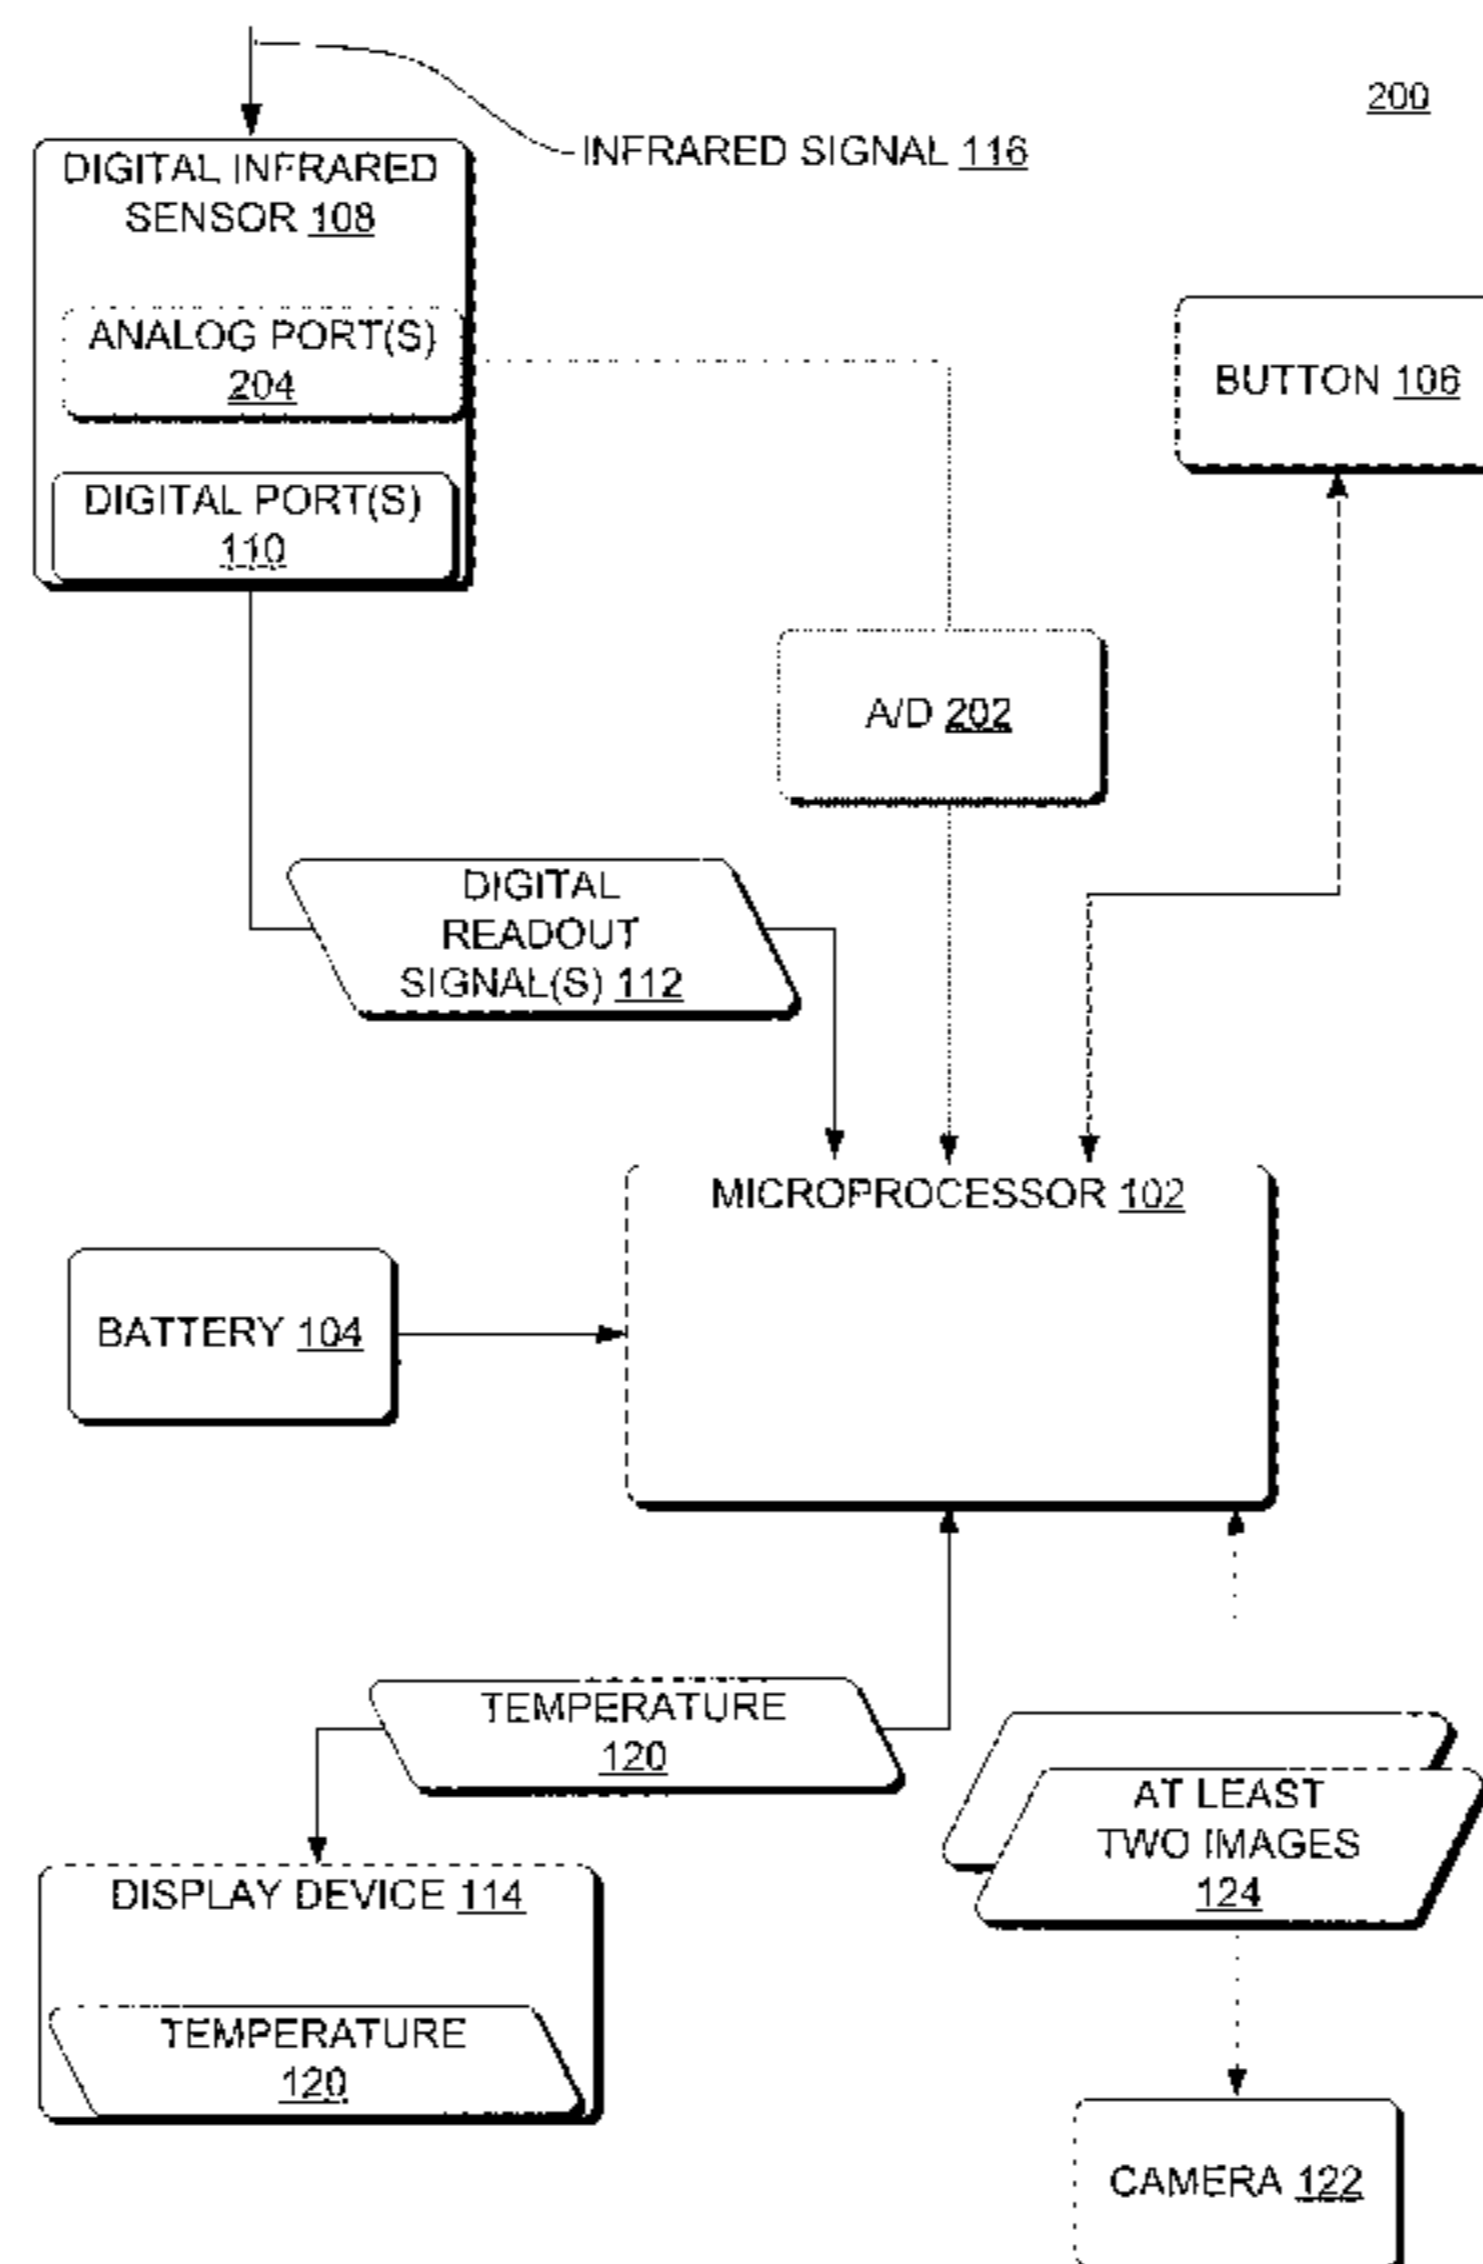 200
INFRARED SIGNAL 116
DIGITAL INFRARED
SENSOR 108
ANALOG PORT(S)
204
DIGITAL PORT(S)
110
BUTTON 106
A/D 202
DIGITAL
READOUT
SIGNAL(S) 112
MICROPROCESSOR 102
BATTERY 104
TEMPERATURE
120
AT LEAST
TWO IMAGES
124
DISPLAY DEVICE 114
TEMPERATURE
120
CAMERA 122